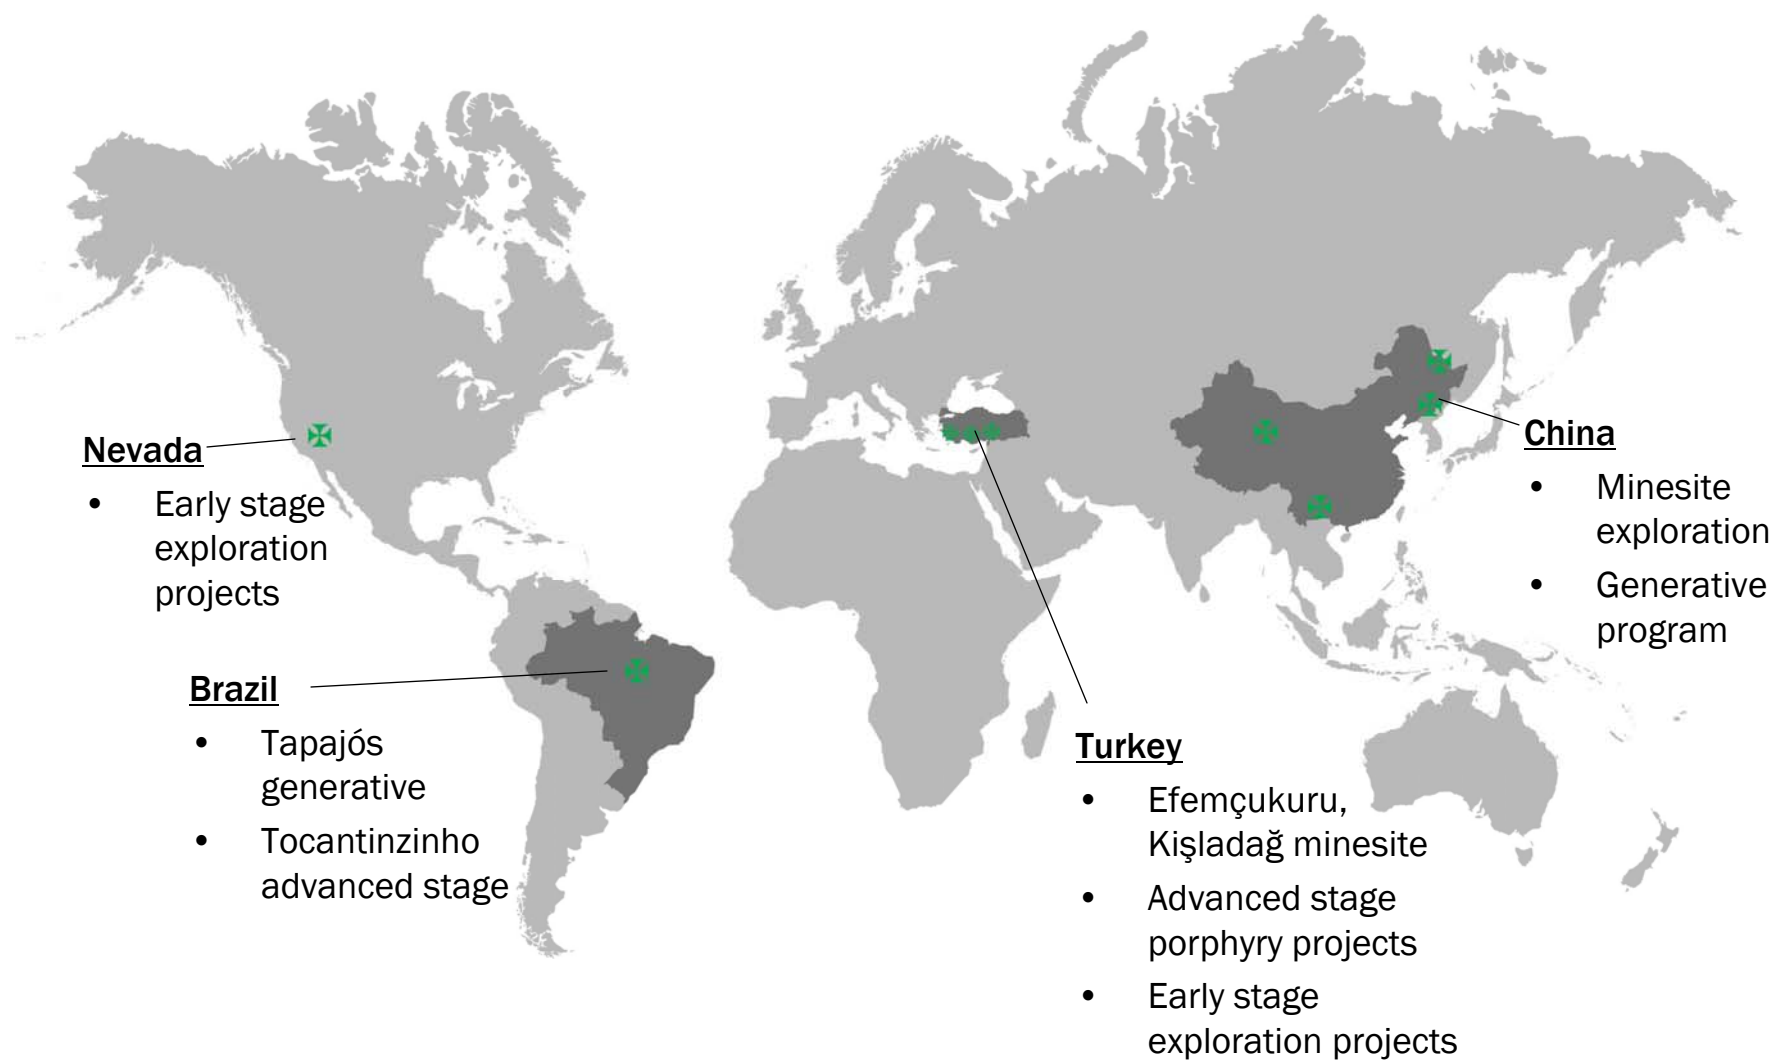 Nevada
• Early stage
exploration
projects
Brazil
• Tapajós
generative
• Tocantinzinho
advanced stage
Turkey
• Efemçukuru,
Kişladağ minesite
• Advanced stage
porphyry projects
• Early stage
exploration projects
China
• Minesite
exploration
• Generative
program